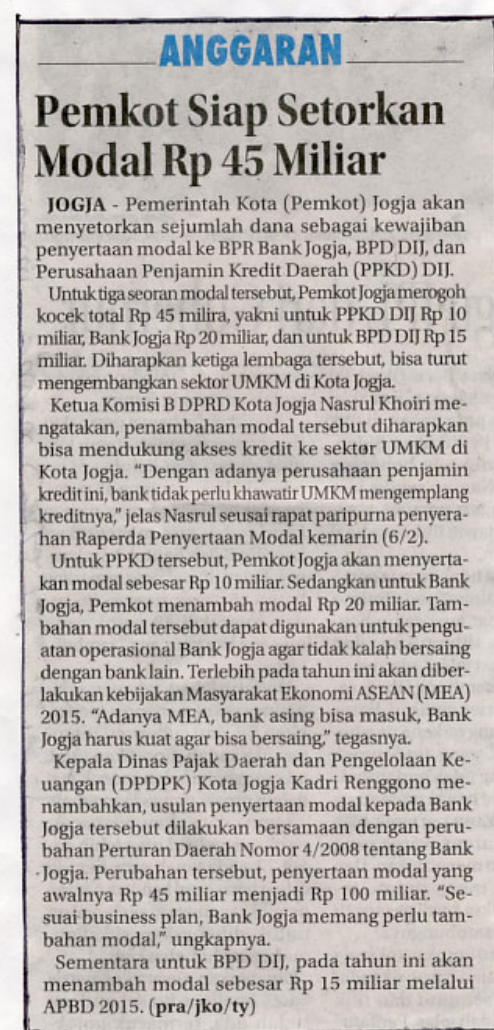 ANGGARAN
Pemkot Siap Setorkan
Modal Rp 45 Miliar
JOGJA - Pemerintah Kota (Pemkot) Jogja akan
menyetorkan sejumlah dana sebagai kewajiban
penyertaan modal ke BPR Bank Jogja, BPD DIJ, dan
Perusahaan Penjamin Kredit Daerah (PPKD) DIJ.
Untuk tiga seoran modal tersebut, Pemkot Jogja merogoh
kocek total Rp 45 milira, yakni untuk PPKD DIJ Rp 10
miliar, Bank Jogja Rp 20 miliar, dan untuk BPD DIJ Rp 15
miliar. Diharapkan ketiga lembaga tersebut, bisa turut
mengembangkan sektor UMKM di Kota Jogja.
Ketua Komisi B DPRD Kota Jogja Nasrul Khoiri me-
ngatakan, penambahan modal tersebut diharapkan
bisa mendukung akses kredit ke sektor UMKM di
Kota Jogja. “Dengan adanya perusahaan penjamin
kredit ini, bank tidak perlu khawatir UMKM mengemplang
kreditnya,” jelas Nasrul seusai rapat paripurna penyera-
han Raperda Penyertaan Modal kemarin (6/2).
Untuk PPKD tersebut, Pemkot Jogja akan menyerta-
kan modal sebesar Rp 10 miliar. Sedangkan untuk Bank
Jogja, Pemkot menambah modal Rp 20 miliar. Tam-
bahan modal tersebut dapat digunakan untuk pengu-
atan operasional Bank Jogja agar tidak kalah bersaing
dengan bank lain. Terlebih pada tahun ini akan diber-
lakukan kebijakan Masyarakat Ekonomi ASEAN (MEA)
2015. “Adanya MEA, bank asing bisa masuk, Bank
Jogja harus kuat agar bisa bersaing,” tegasnya.
Kepala Dinas Pajak Daerah dan Pengelolaan Ke-
uangan (DPDPK) Kota Jogja Kadri Renggono me-
nambahkan, usulan penyertaan modal kepada Bank
Jogja tersebut dilakukan bersamaan dengan peru-
bahan Perturan Daerah Nomor 4/2008 tentang Bank
Jogja. Perubahan tersebut, penyertaan modal yang
awalnya Rp 45 miliar menjadi Rp 100 miliar. “Se-
suai business plan, Bank Jogja memang perlu tam-
bahan modal,” ungkapnya.
Sementara untuk BPD DIJ, pada tahun ini akan
menambah modal sebesar Rp 15 miliar melalui
APBD 2015. (pra/jko/ty)